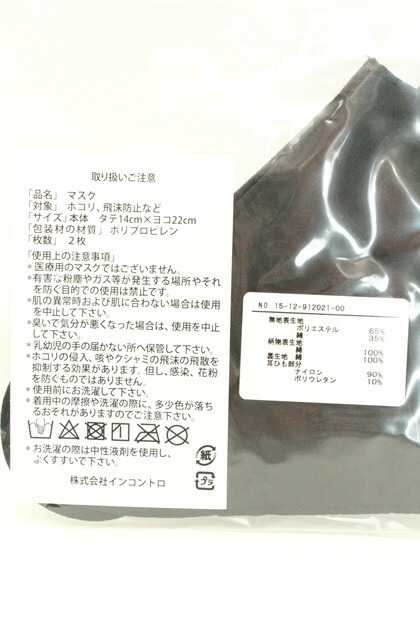 取り扱いご注意
「品名」 マスク
「対象」 ホコリ、飛沫防止など
「サイズ」本体 タテ14cm×ヨコ22cm
「包装材の材質」 ポリプロピレン
「枚数」 2枚
「使用上の注意事項」
＊医療用のマスクではございません。
＊有害な粉塵やガス等が発生する場所やそれ
を防ぐ目的での使用は禁止です。
＊肌の異常時および肌に合わない場合は使用
を中止して下さい。
＊臭いで気分が悪くなった場合は、使用を中止
して下さい。
＊乳幼児の手の届かない所へ保管して下さい。
＊ホコリの侵入、咳やクシャミの飛沫の飛散を
抑制する効果があります。但し、感染、花粉
を防ぐものではありません。
＊使用前にお洗濯して下さい。
＊着用中の摩擦や洗濯に、多少色が落ち
るおそれがありますのでご注意下さい。
＊お洗濯の際は中性液剤を使用し、
よくすすいで下さい。
紙
プラ
株式会社インコントロ
NO 15-12-912021-00
無地表生地
ポリエステル 65%
綿 35%
柄物表生地
綿 100%
裏生地 綿 100%
耳ひも部分
ナイロン 90%
ポリウレタン 10%